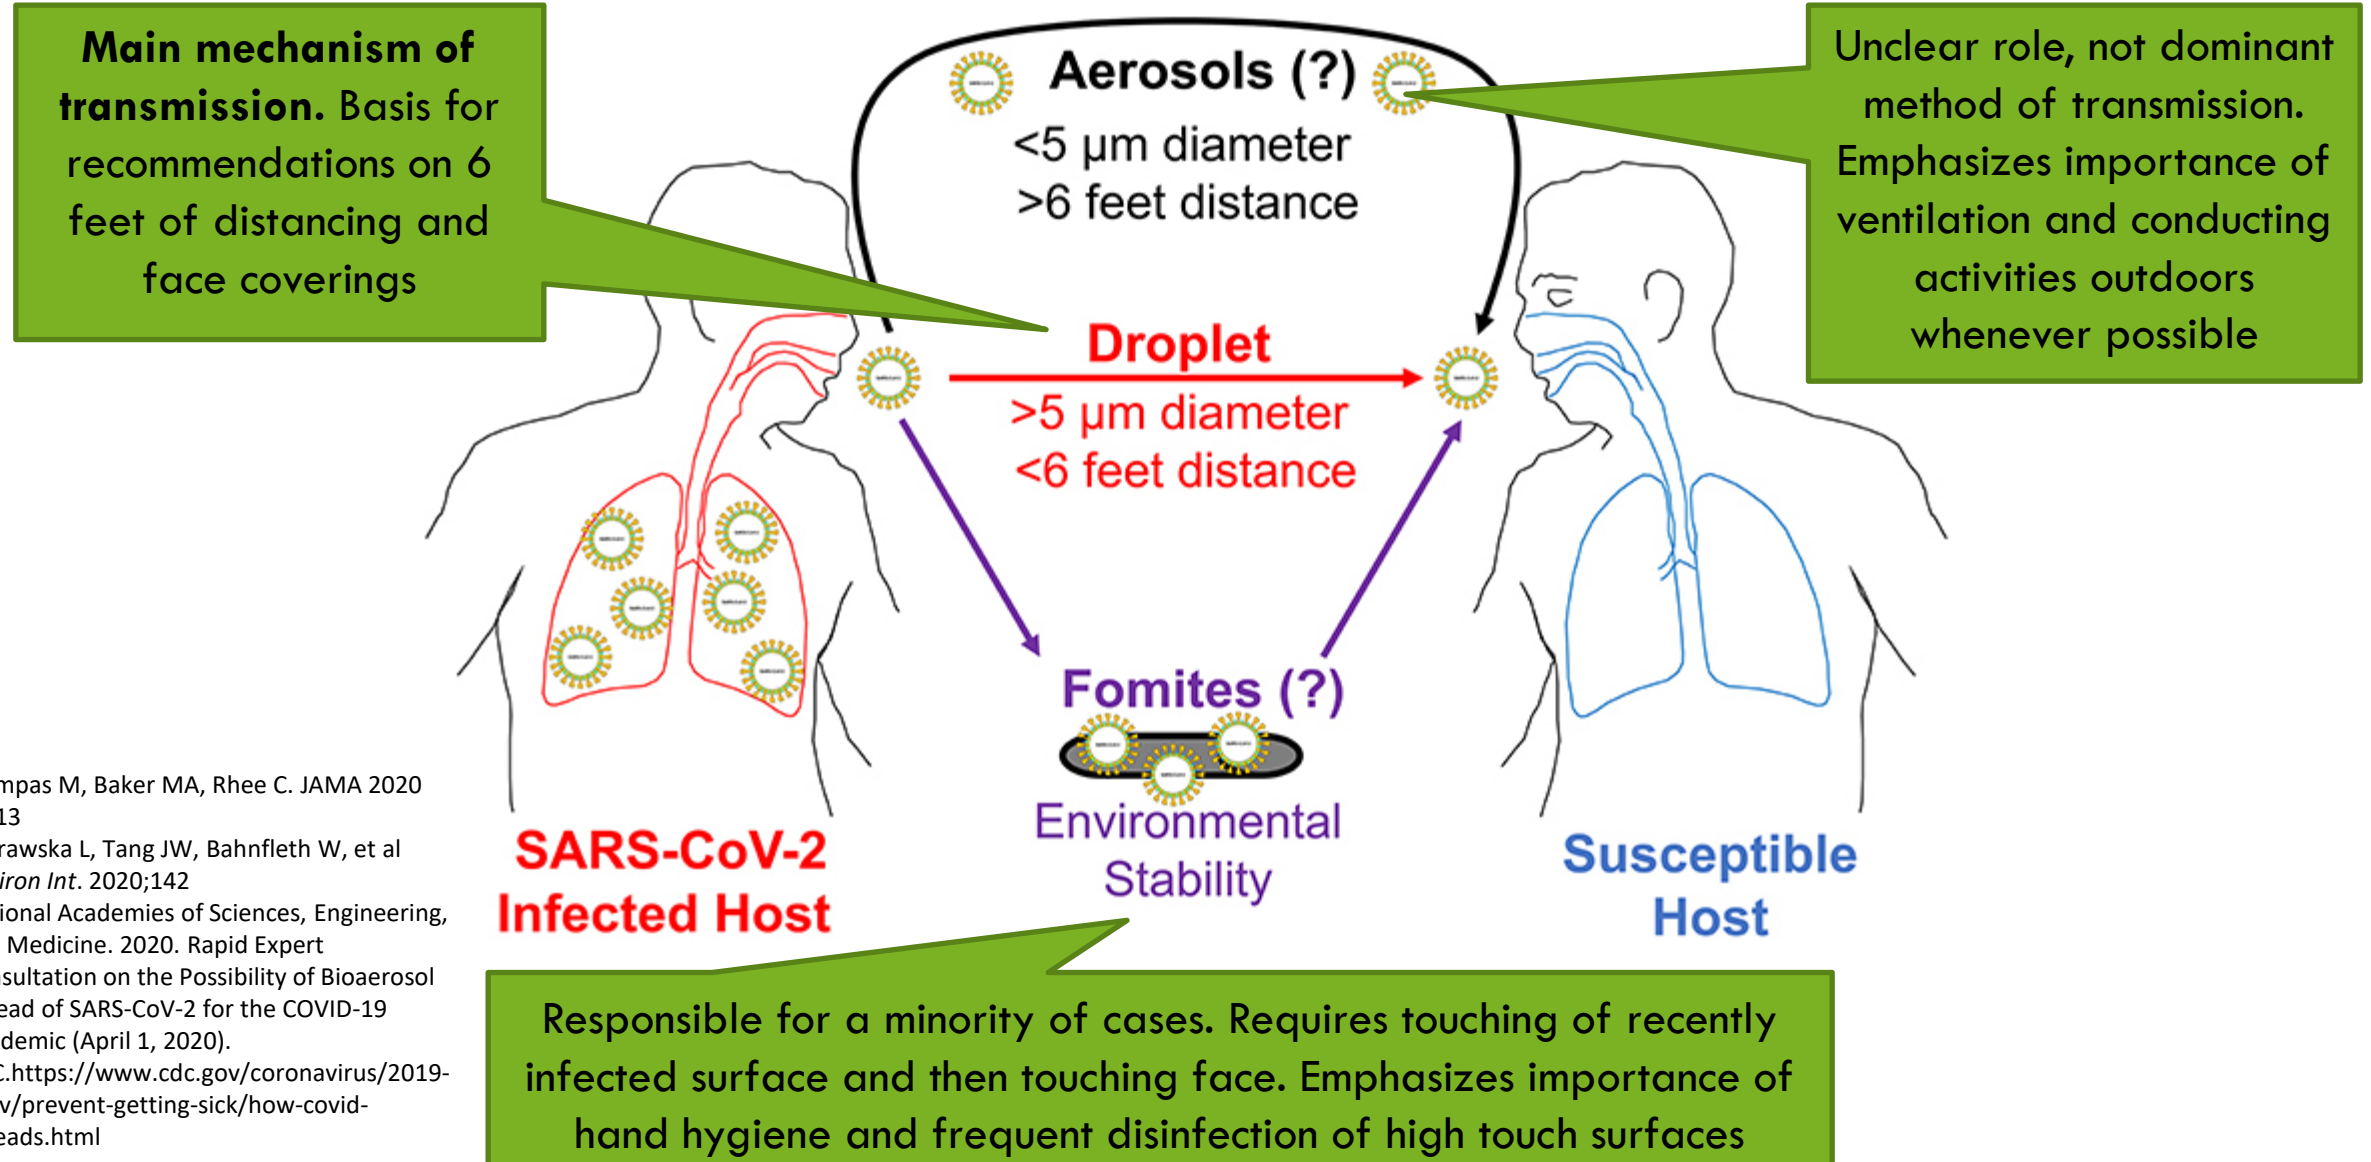 Main mechanism of
transmission. Basis for
recommendations on 6
feet of distancing and
face coverings
Aerosols (?)
<5 µm diameter
>6 feet distance
Unclear role, not dominant
method of transmission.
Emphasizes importance of
ventilation and conducting
activities outdoors
whenever possible
Droplet
>5 µm diameter
<6 feet distance
Fomites (?)
Environmental
Stability
SARS-CoV-2
Infected Host
Susceptible
Host
mpas M, Baker MA, Rhee C. JAMA 2020
13
rawska L, Tang JW, Bahnfleth W, et al
iron Int. 2020;142
ional Academies of Sciences, Engineering,
Medicine. 2020. Rapid Expert
nsultation on the Possibility of Bioaerosol
ead of SARS-CoV-2 for the COVID-19
demic (April 1, 2020).
C.https://www.cdc.gov/coronavirus/2019-
v/prevent-getting-sick/how-covid-
eads.html
Responsible for a minority of cases. Requires touching of recently
infected surface and then touching face. Emphasizes importance of
hand hygiene and frequent disinfection of high touch surfaces